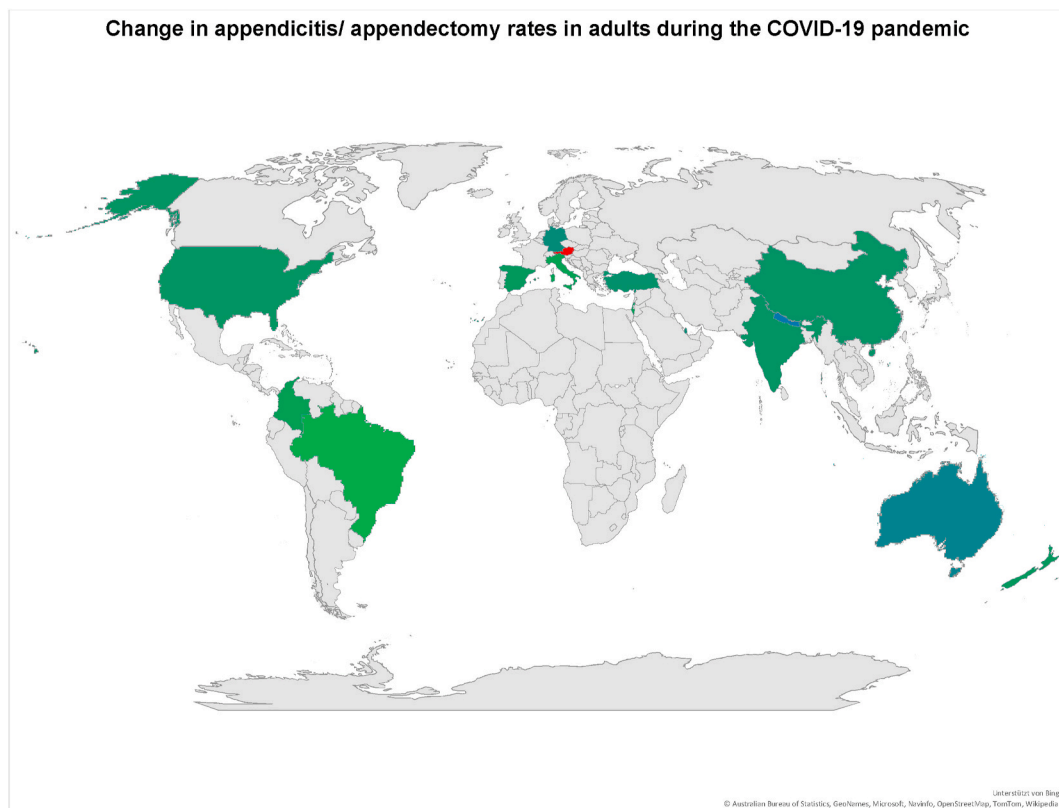 Change in appendicitis/ appendectomy rates in adults during the COVID-19 pandemic
Unterstützt von Bing
© Australian Bureau of Statistics, GeoNames, Microsoft, Navinfo, OpenStreetMap, TomTom, Wikipedia